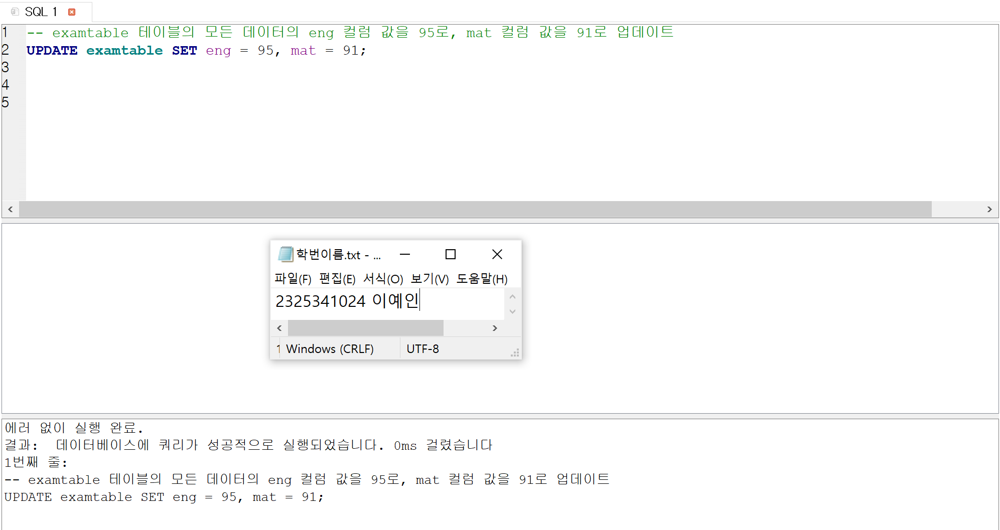 SQL 1
1 -- examtable 테이블의 모든 데이터의 eng 컬럼 값을 95로, mat 컬럼 값을 91로 업데이트
2 UPDATE examtable SET eng = 95, mat = 91;
3
4
5
학번이름.txt - ...
파일(F) 편집(E) 서식(O) 보기(V) 도움말(H)
2325341024 이예인
1 Windows (CRLF) UTF-8
에러 없이 실행 완료.
결과: 데이터베이스에 쿼리가 성공적으로 실행되었습니다. 0ms 걸렸습니다
1번째 줄:
-- examtable 테이블의 모든 데이터의 eng 컬럼 값을 95로, mat 컬럼 값을 91로 업데이트
UPDATE examtable SET eng = 95, mat = 91;